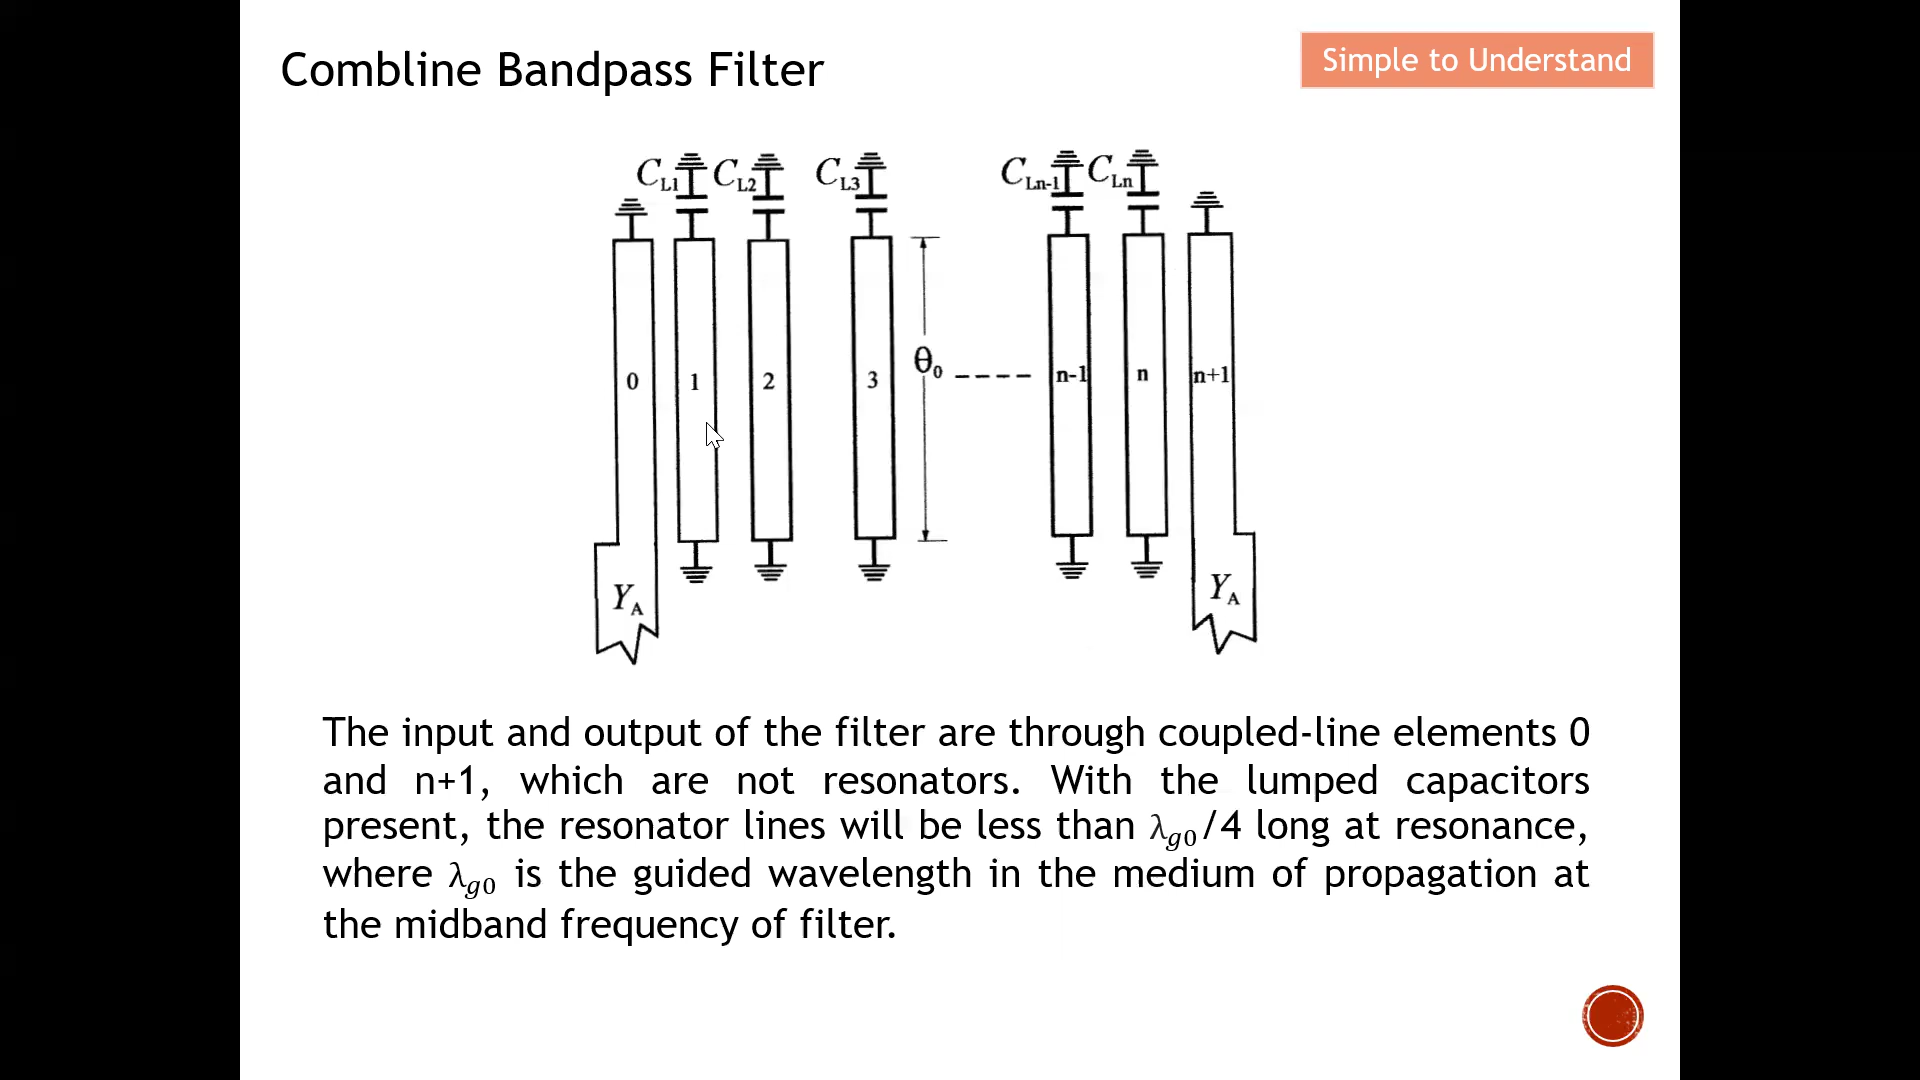 Combline Bandpass Filter
Simple to Understand
C_L1 C_L2 C_L3 C_Ln-1 C_Ln
0 1 2 3 θ₀ n-1 n n+1
Y_A Y_A
The input and output of the filter are through coupled-line elements 0
and n+1, which are not resonators. With the lumped capacitors
present, the resonator lines will be less than λ_g0/4 long at resonance,
where λ_g0 is the guided wavelength in the medium of propagation at
the midband frequency of filter.